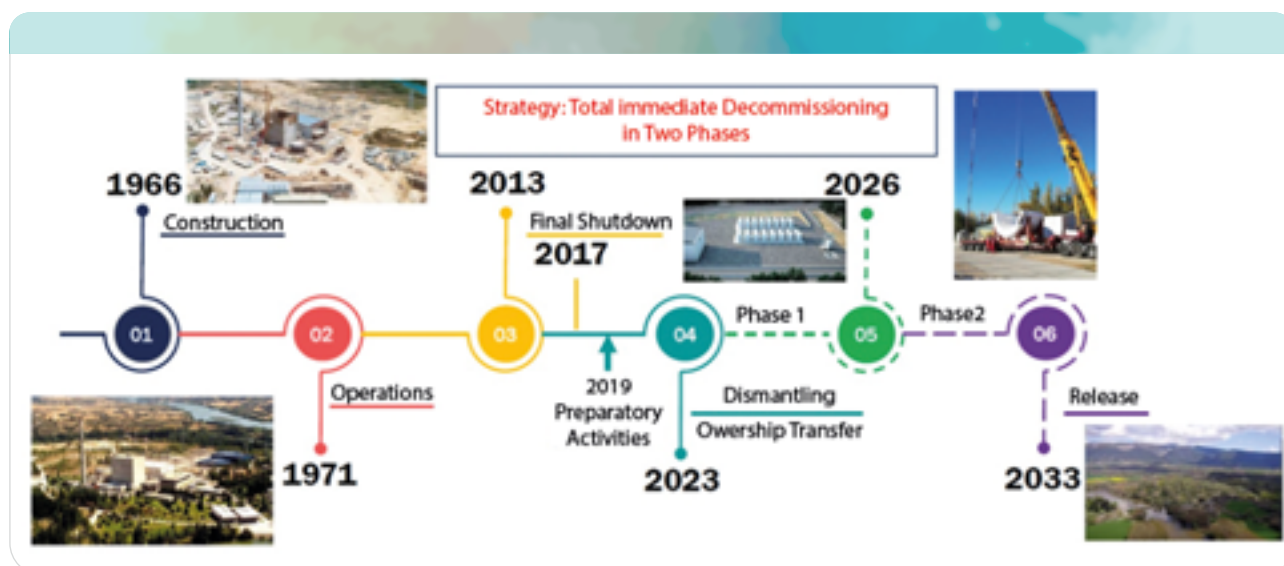 Strategy: Total immediate Decommissioning
in Two Phases
1966
Construction
2013
Final Shutdown
2017
2026
01
02
03
04
Phase 1
05
Phase2
06
Operations
1971
2019
Preparatory
Activities
Dismantling
Owership Transfer
2023
Release
2033